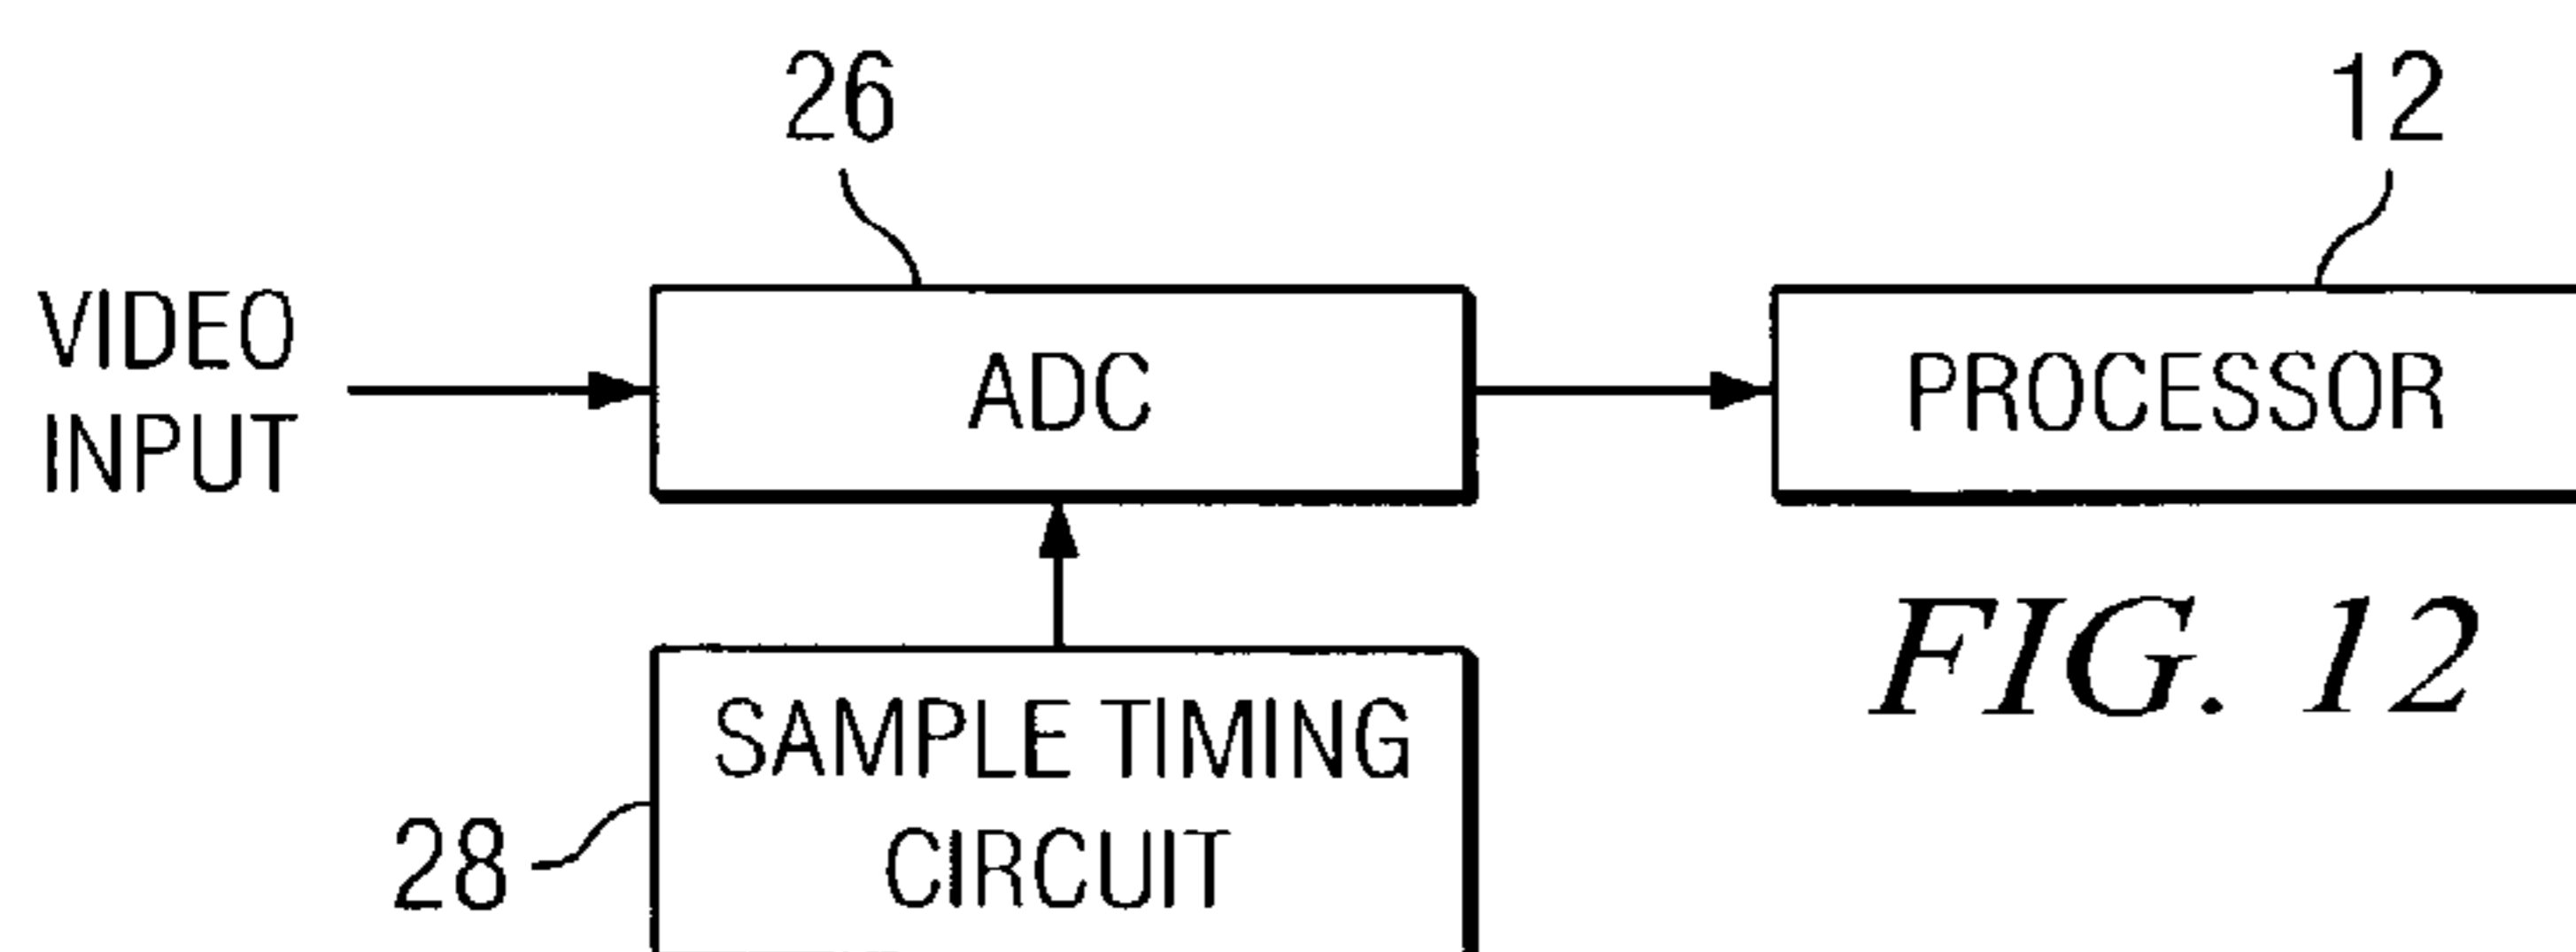 26
12
VIDEO
INPUT
ADC
PROCESSOR
FIG. 12
SAMPLE TIMING
CIRCUIT
28